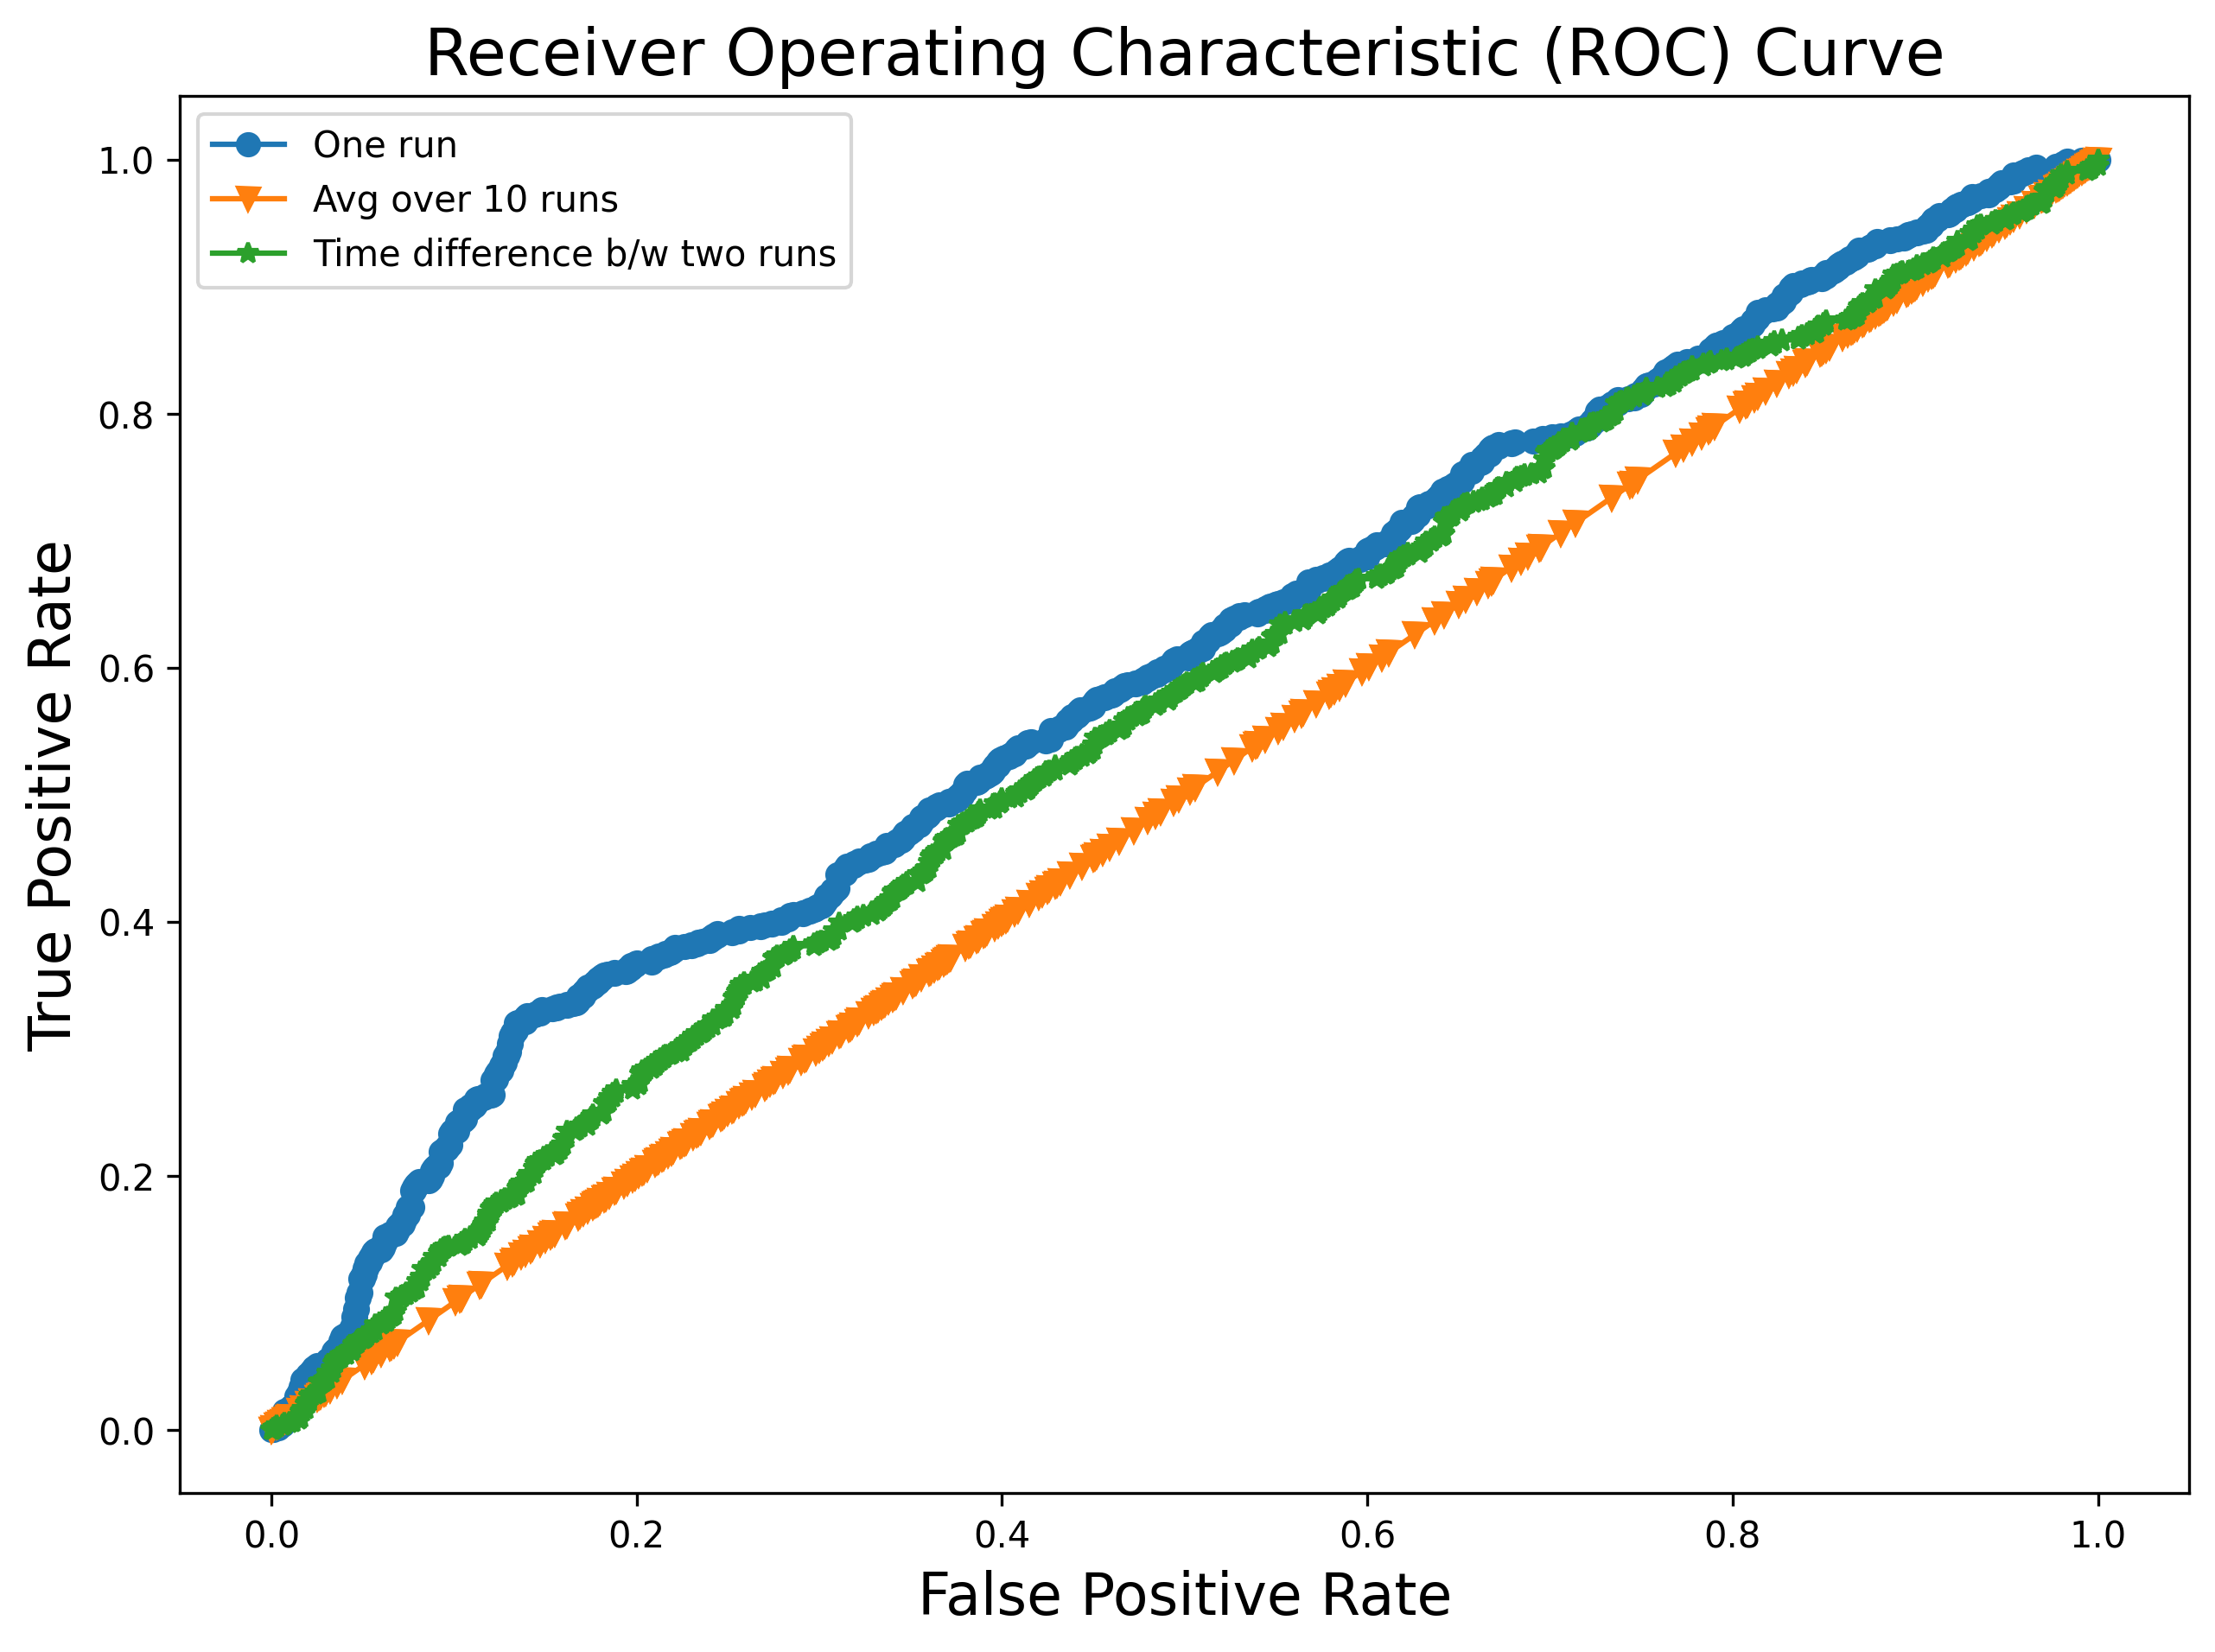 Receiver Operating Characteristic (ROC) Curve
One run
Avg over 10 runs
Time difference b/w two runs
True Positive Rate
1.0
0.8
0.6
0.4
0.2
0.0
0.0 0.2 0.4 0.6 0.8 1.0
False Positive Rate